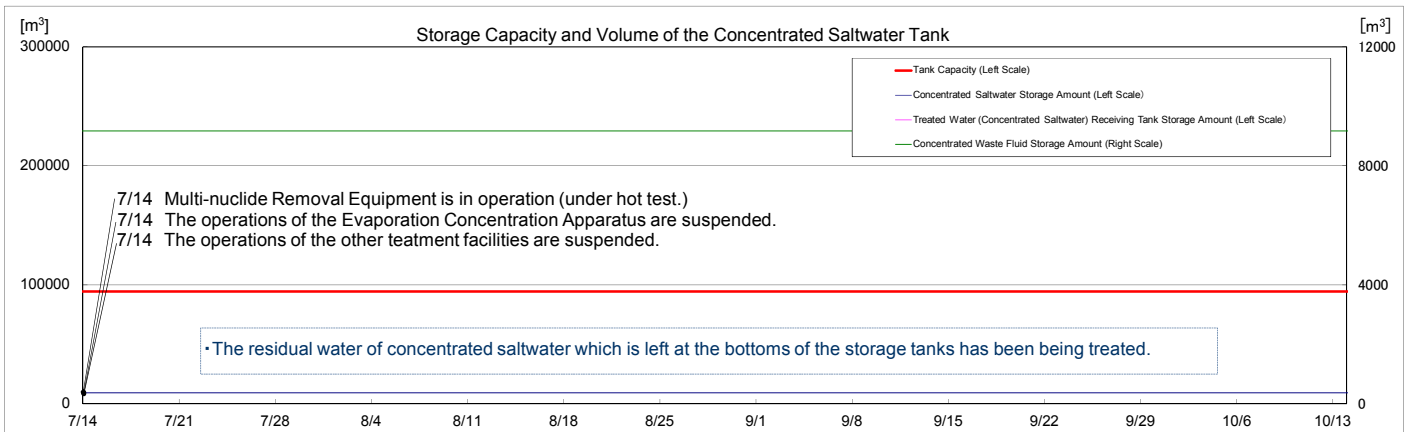 [m³]
[m³]
Storage Capacity and Volume of the Concentrated Saltwater Tank
300000
12000
Tank Capacity (Left Scale)
Concentrated Saltwater Storage Amount (Left Scale)
Treated Water (Concentrated Saltwater) Receiving Tank Storage Amount (Left Scale)
Concentrated Waste Fluid Storage Amount (Right Scale)
200000
8000
7/14 Multi-nuclide Removal Equipment is in operation (under hot test.)
7/14 The operations of the Evaporation Concentration Apparatus are suspended.
7/14 The operations of the other teatment facilities are suspended.
100000
4000
・The residual water of concentrated saltwater which is left at the bottoms of the storage tanks has been being treated.
0
0
7/14 7/21 7/28 8/4 8/11 8/18 8/25 9/1 9/8 9/15 9/22 9/29 10/6 10/13